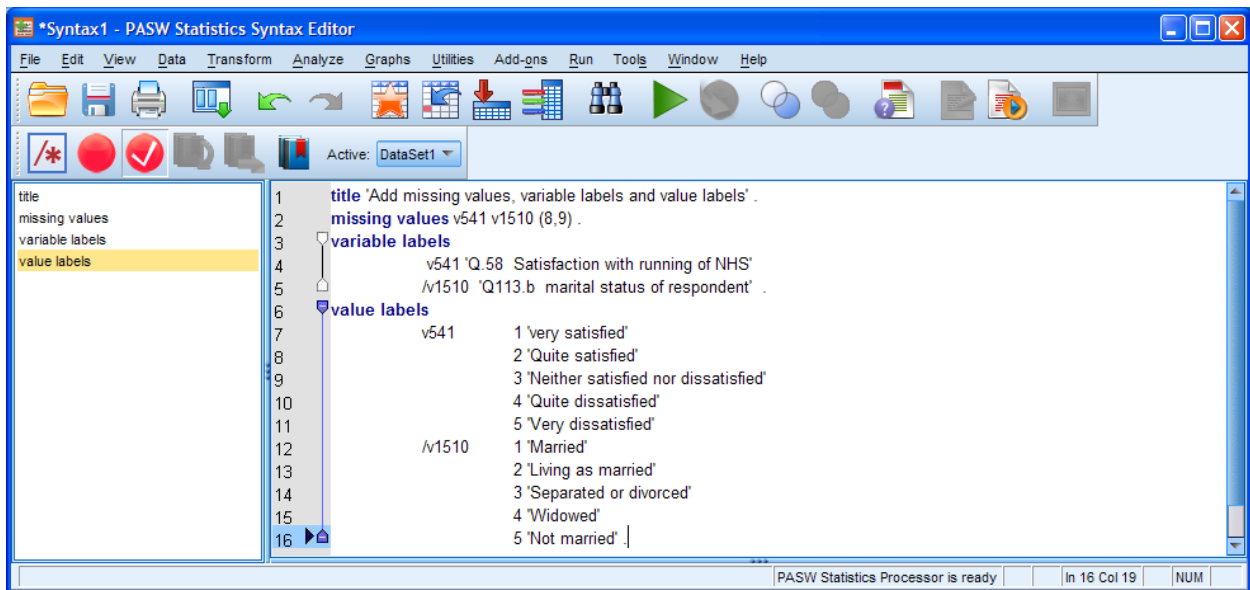 *Syntax1 - PASW Statistics Syntax Editor
File Edit View Data Transform Analyze Graphs Utilities Add-ons Run Tools Window Help
Active: DataSet1
title
missing values
variable labels
value labels
1 title 'Add missing values, variable labels and value labels' .
2 missing values v541 v1510 (8,9) .
3 variable labels
4 v541 'Q.58 Satisfaction with running of NHS'
5 /v1510 'Q113.b marital status of respondent' .
6 value labels
7 v541 1 'very satisfied'
8 2 'Quite satisfied'
9 3 'Neither satisfied nor dissatisfied'
10 4 'Quite dissatisfied'
11 5 'Very dissatisfied'
12 /v1510 1 'Married'
13 2 'Living as married'
14 3 'Separated or divorced'
15 4 'Widowed'
16 5 'Not married' .
PASW Statistics Processor is ready In 16 Col 19 NUM